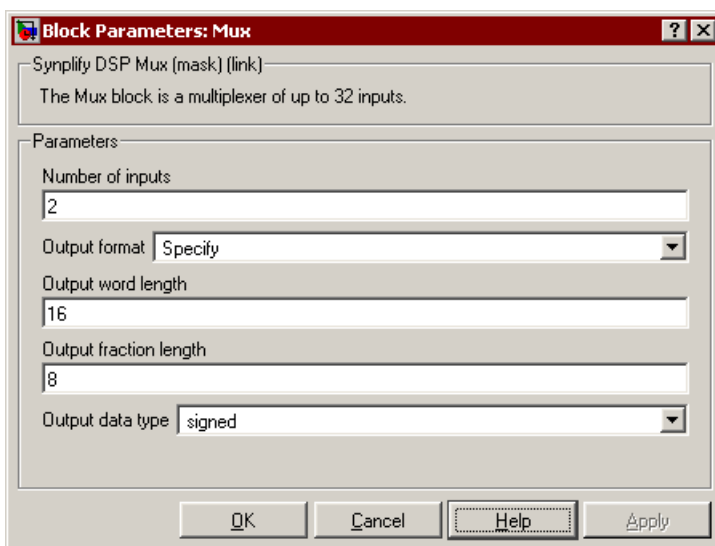 Block Parameters: Mux
Synplify DSP Mux (mask) (link)
The Mux block is a multiplexer of up to 32 inputs.
Parameters
Number of inputs
2
Output format Specify
Output word length
16
Output fraction length
8
Output data type signed
OK Cancel Help Apply